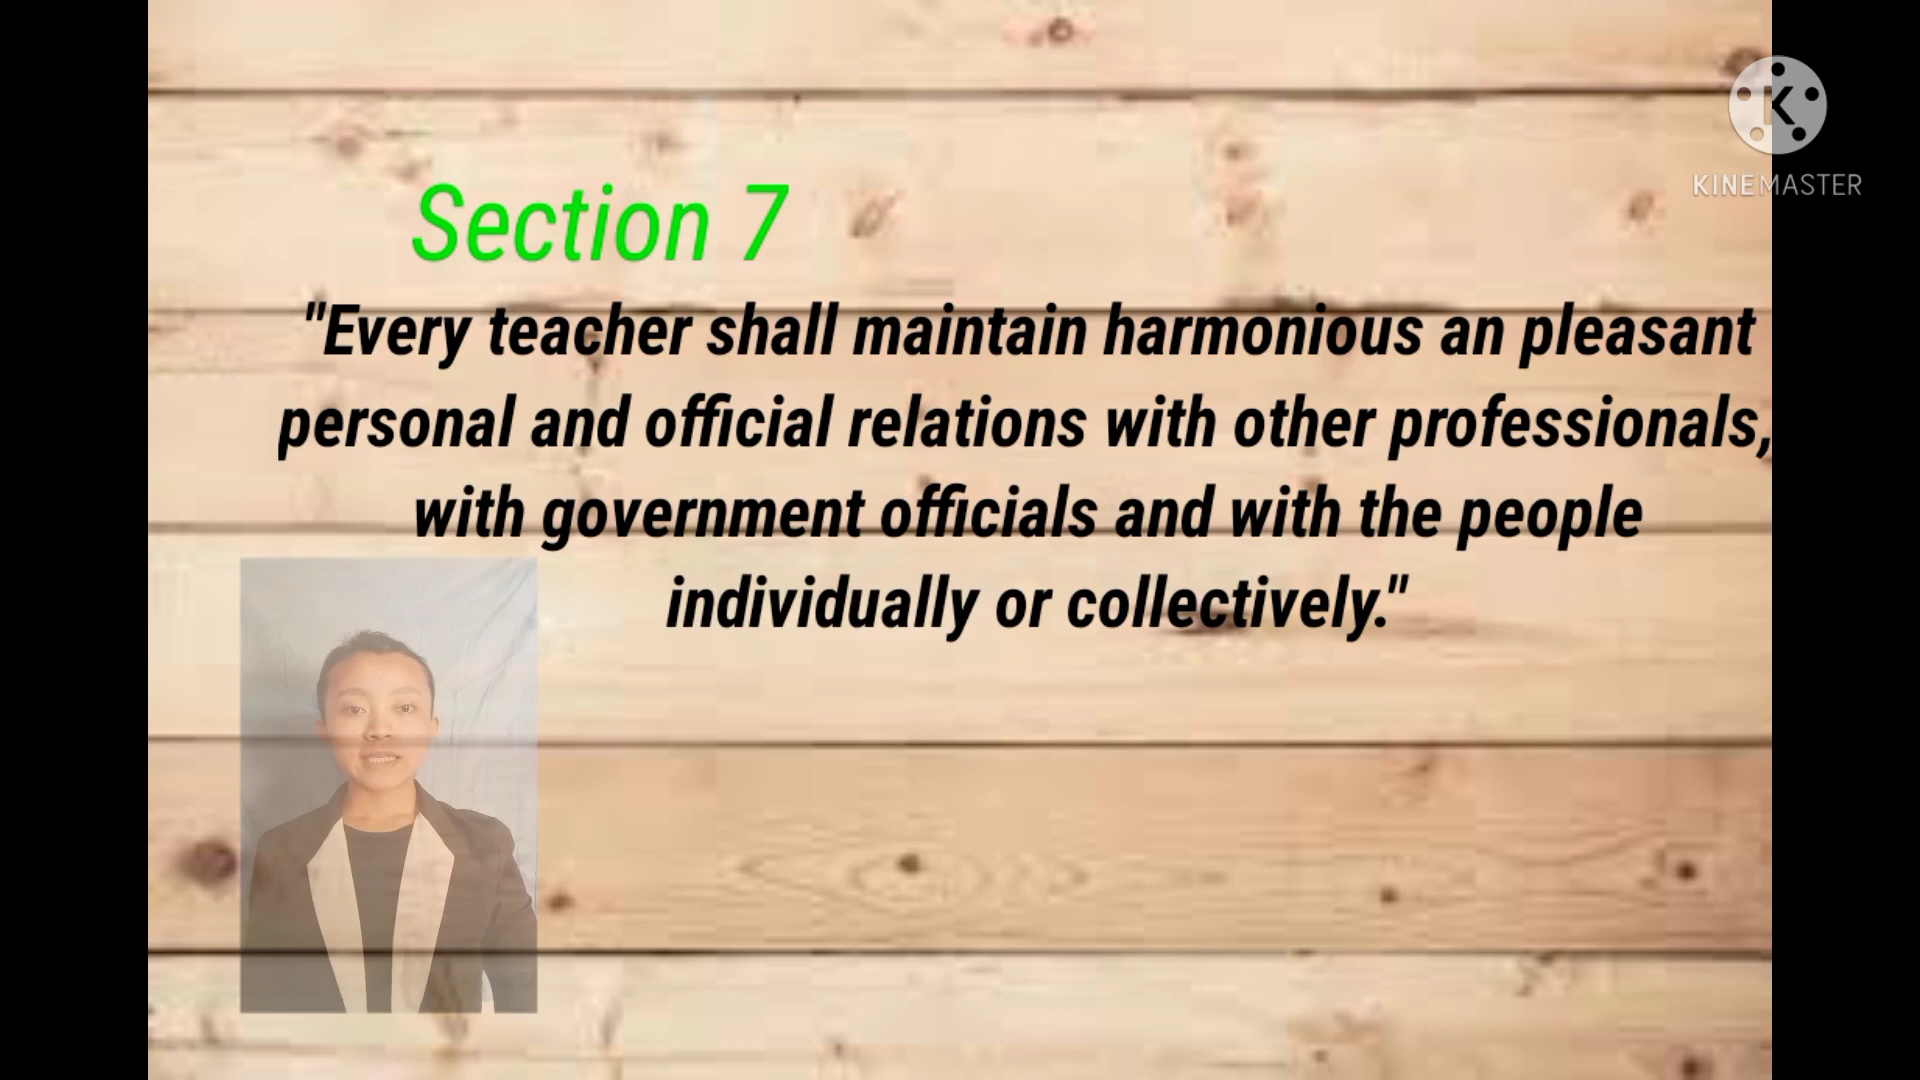 KINEMASTER
Section 7
"Every teacher shall maintain harmonious an pleasant
personal and official relations with other professionals,
with government officials and with the people
individually or collectively."